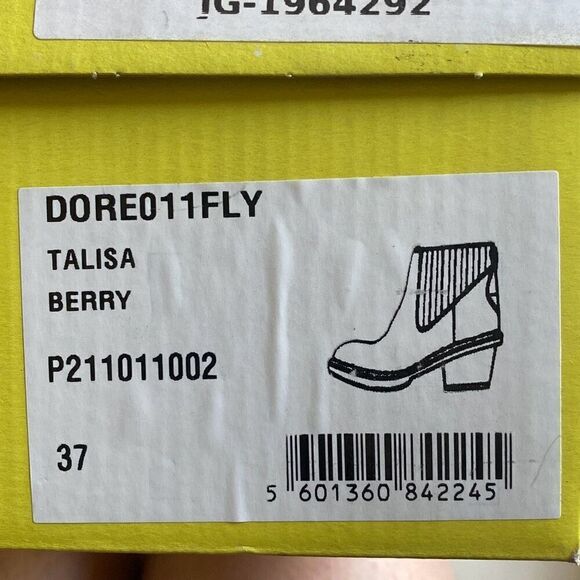 JG-1964292
DORE011FLY
TALISA
BERRY
P211011002
37
5 601360 842245